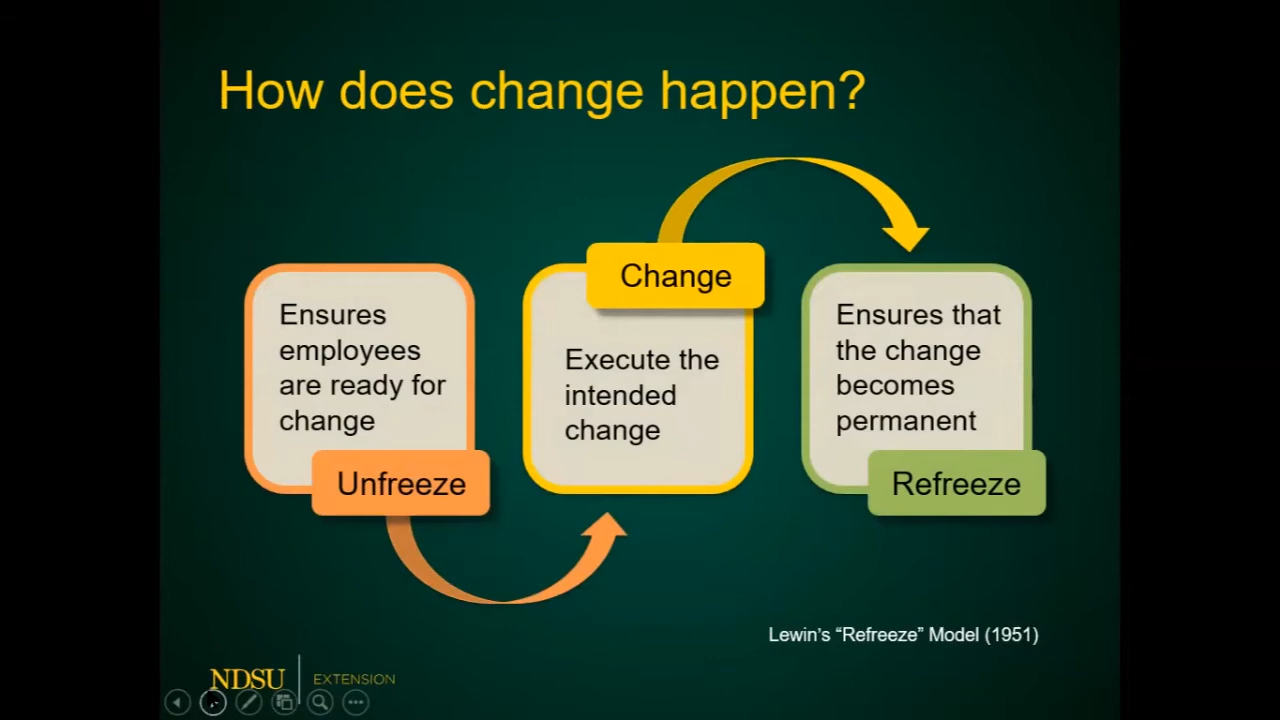 How does change happen?
Ensures
employees
are ready for
change
Unfreeze
Change
Execute the
intended
change
Ensures that
the change
becomes
permanent
Refreeze
Lewin's “Refreeze” Model (1951)
NDSU
EXTENSION